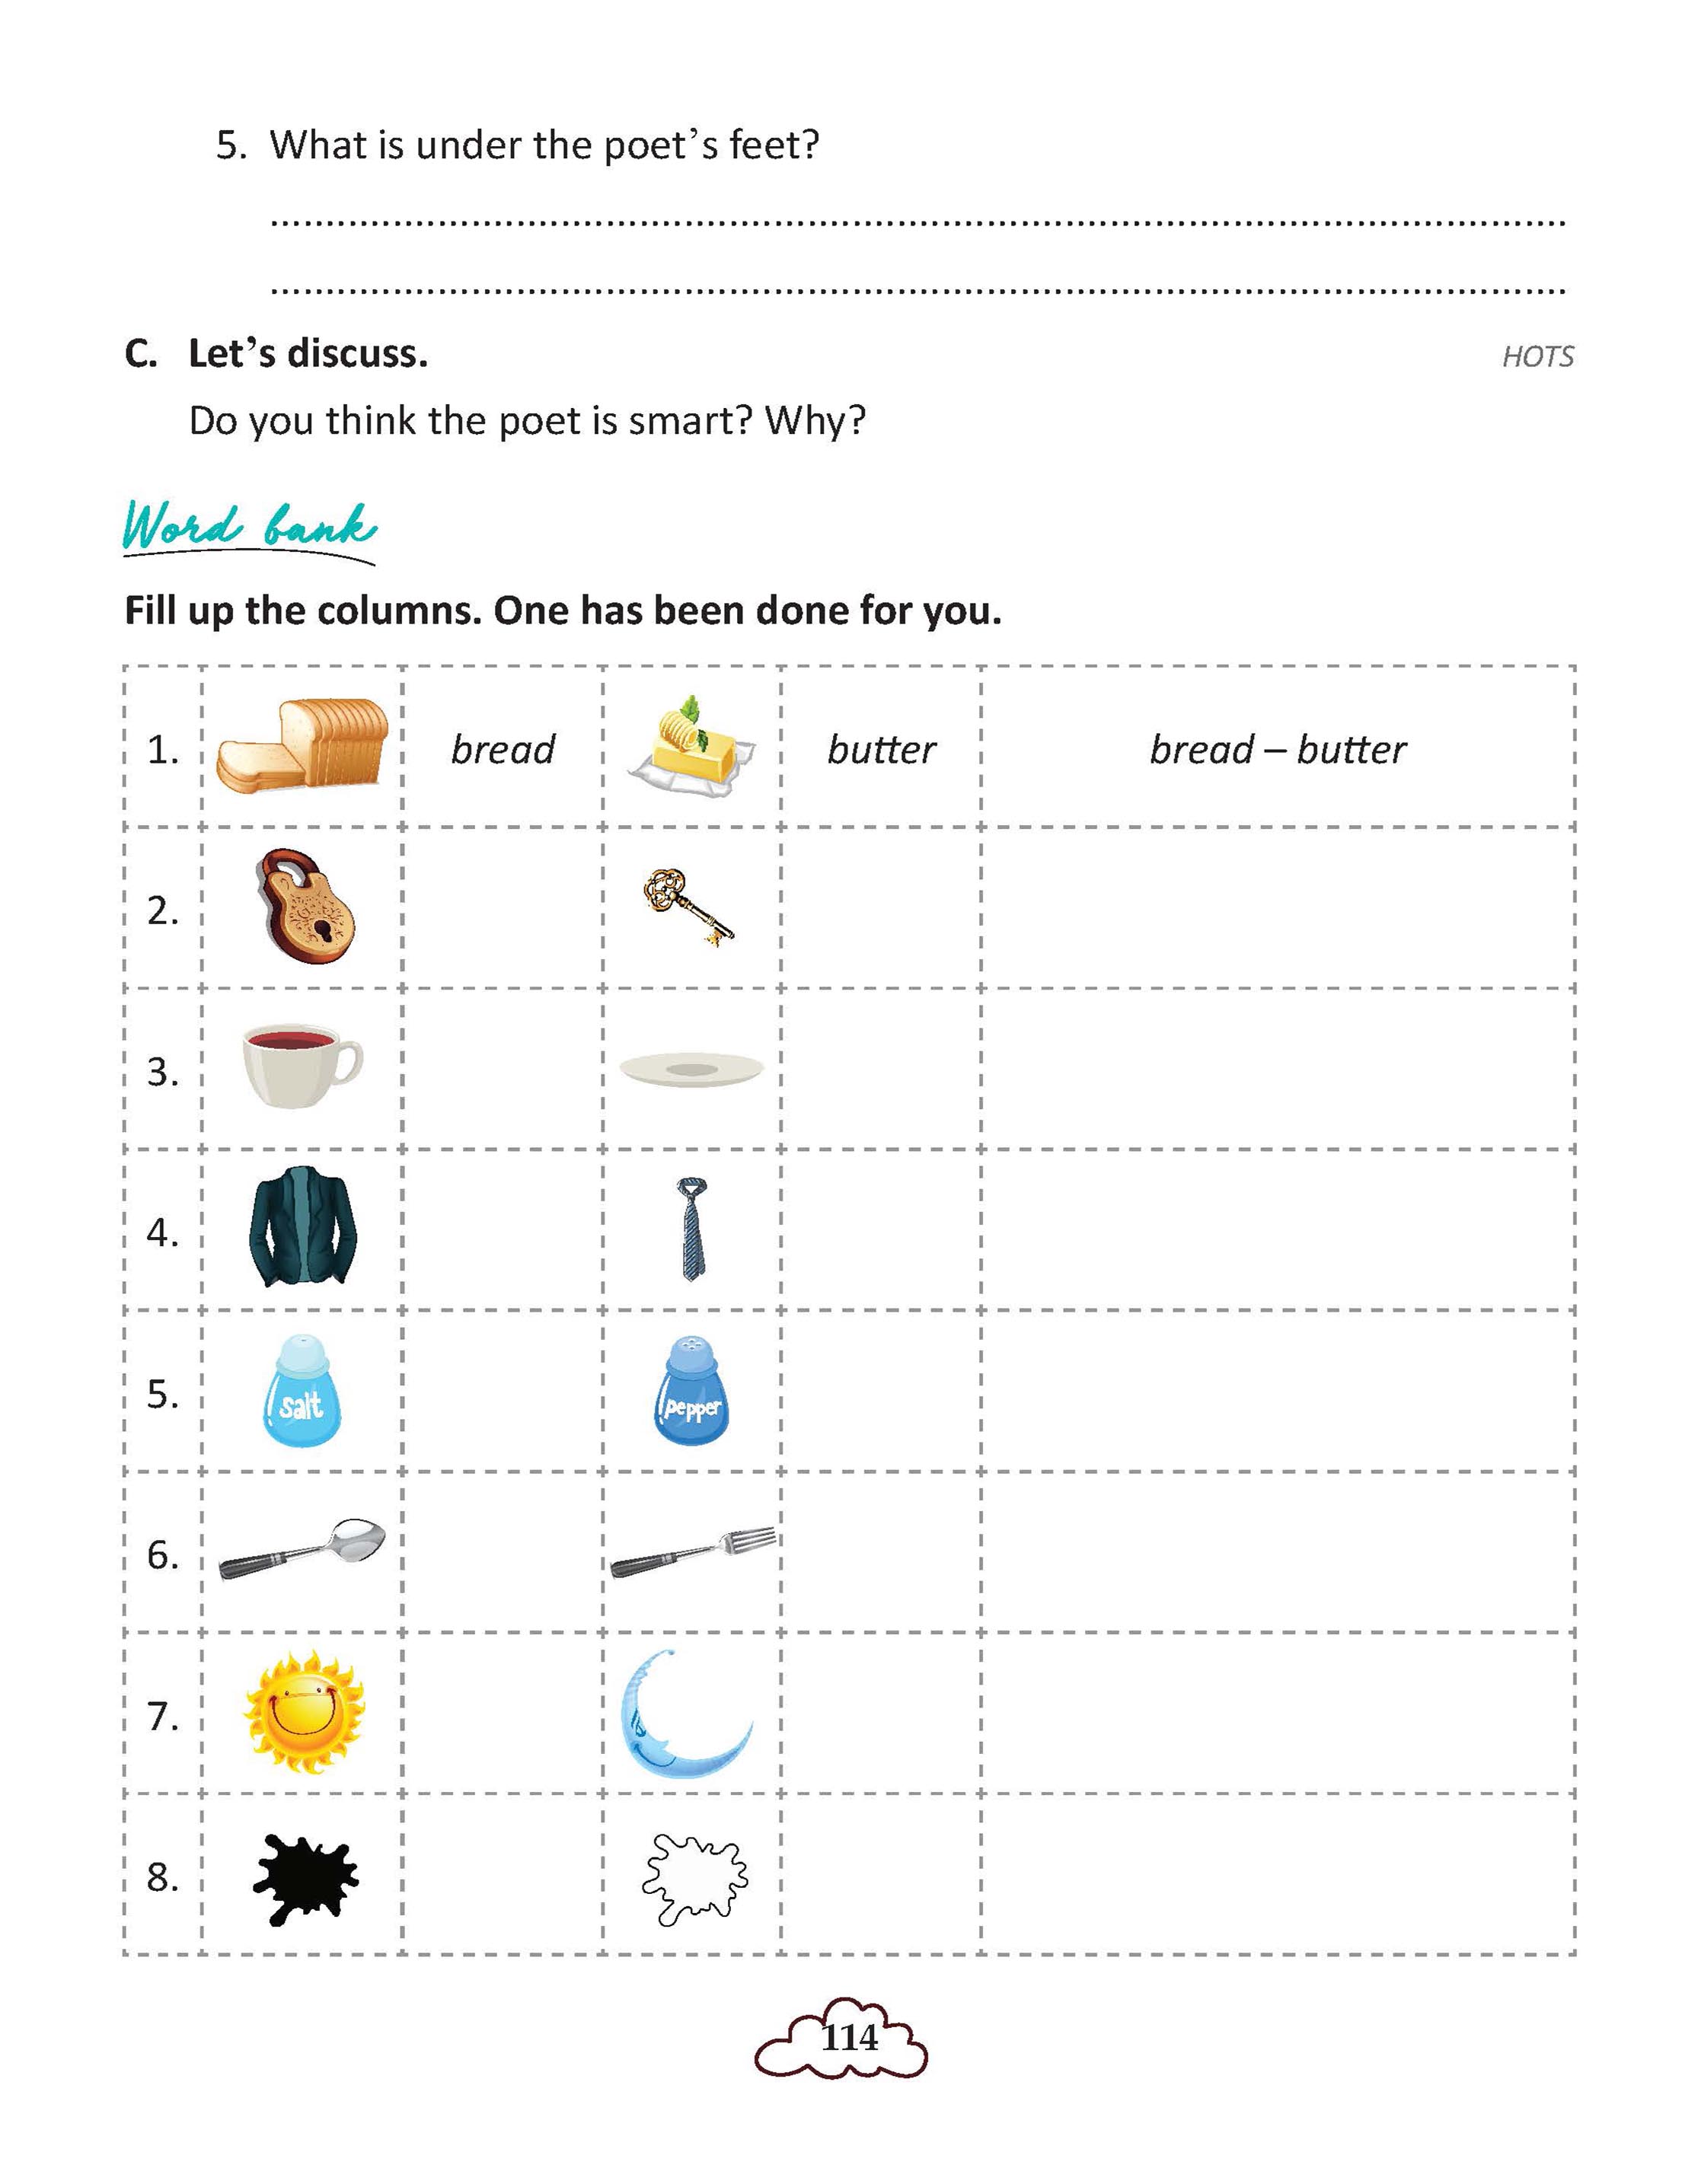 5. What is under the poet’s feet?
..........................................................................................
..........................................................................................
C. Let’s discuss. HOTS
Do you think the poet is smart? Why?
Word bank
Fill up the columns. One has been done for you.
1. bread butter bread – butter
2.
3.
4.
5. salt pepper
6.
7.
8.
114